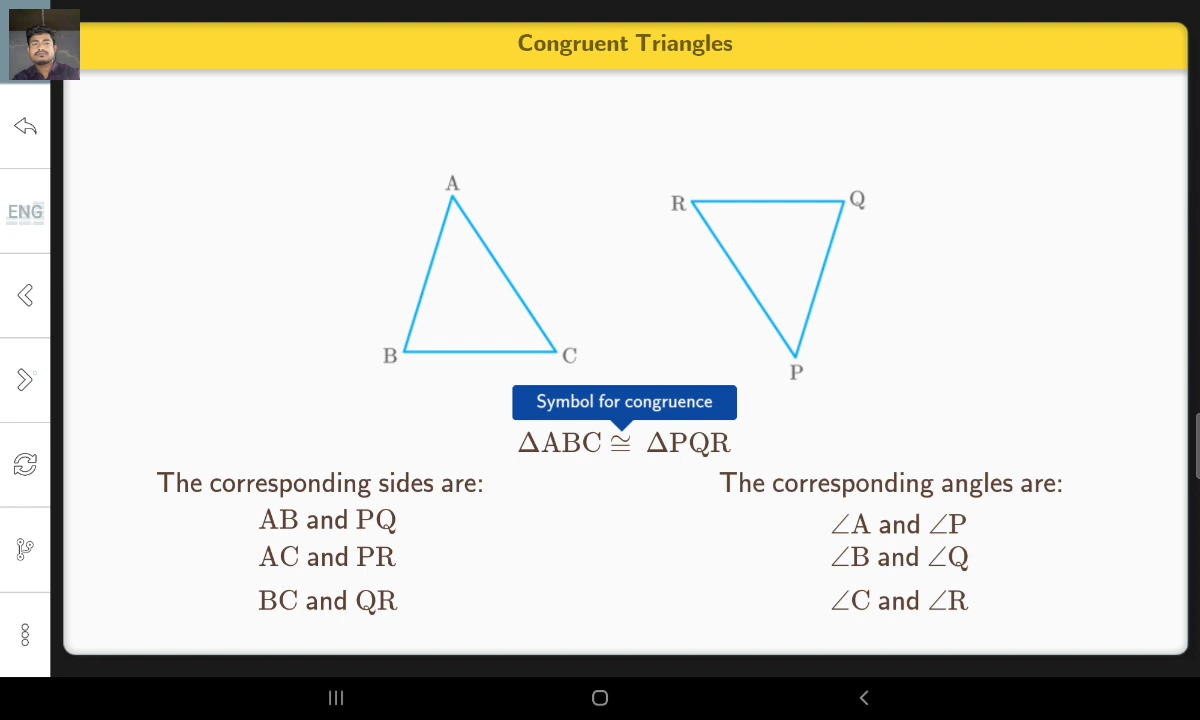 Congruent Triangles
ENG
A
R
Q
B
C
P
Symbol for congruence
ΔABC ≅ ΔPQR
The corresponding sides are:
AB and PQ
AC and PR
BC and QR
The corresponding angles are:
∠A and ∠P
∠B and ∠Q
∠C and ∠R